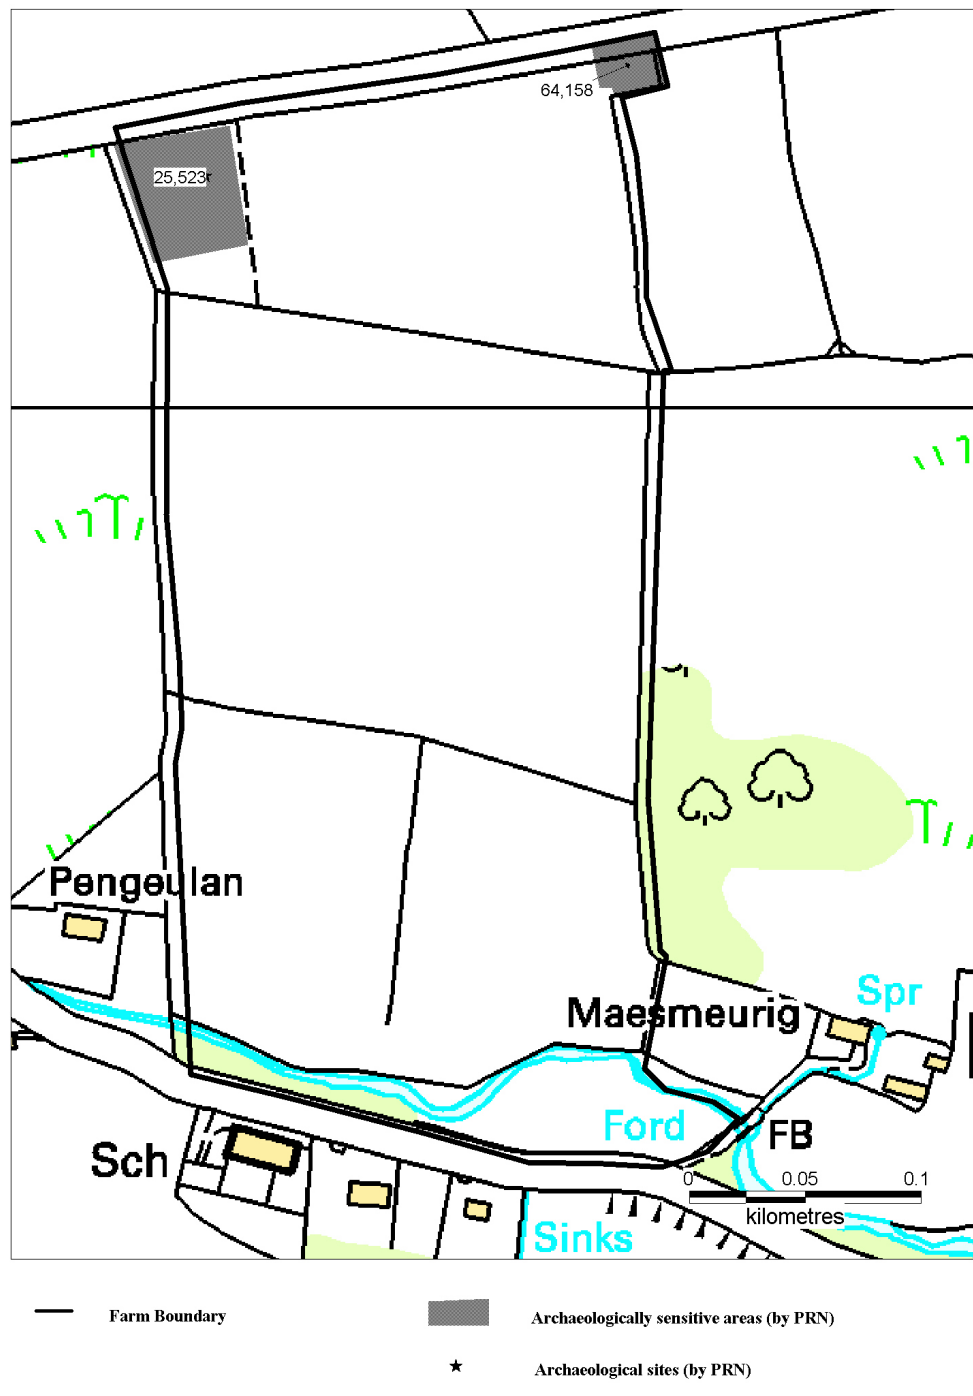 64,158
25,523
Pengeulan
Maesmeurig
Spr
Ford
FB
Sch
0 0.05 0.1
kilometres
Sinks
Farm Boundary
Archaeologically sensitive areas (by PRN)
Archaeological sites (by PRN)